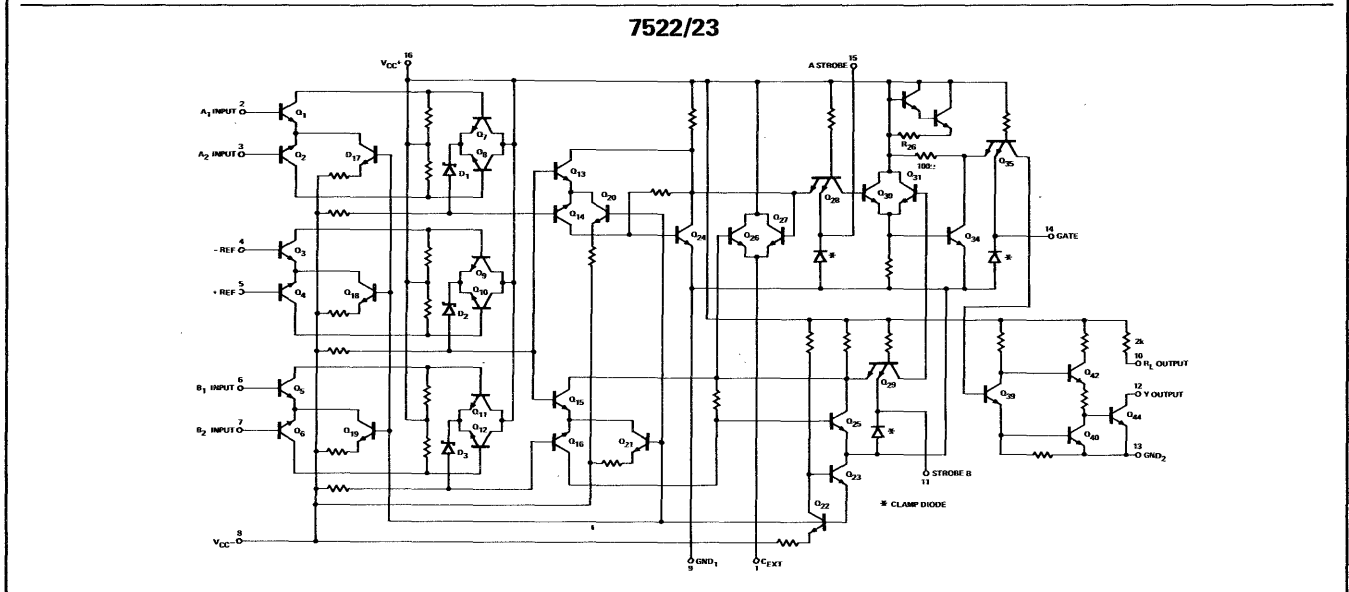 7522/23
16
VCC+
15
A STROBE
2
A1 INPUT
Q1
3
A2 INPUT
Q2
D17
Q7
Q8
D1
4
- REF
Q3
5
+ REF
Q4
Q18
Q9
Q10
D2
6
B1 INPUT
Q5
7
B2 INPUT
Q6
Q19
Q11
Q12
D3
8
VCC-
Q13
Q14
Q20
Q15
Q16
Q21
Q24
Q26
Q27
Q28
*
R26
100Ω
Q30
Q31
Q34
Q35
*
14
GATE
Q29
Q25
*
Q23
Q22
STROBE B
11
* CLAMP DIODE
9
GND1
1
CEXT
2k
10
RL OUTPUT
Q42
12
Y OUTPUT
Q39
Q44
Q40
13
GND2